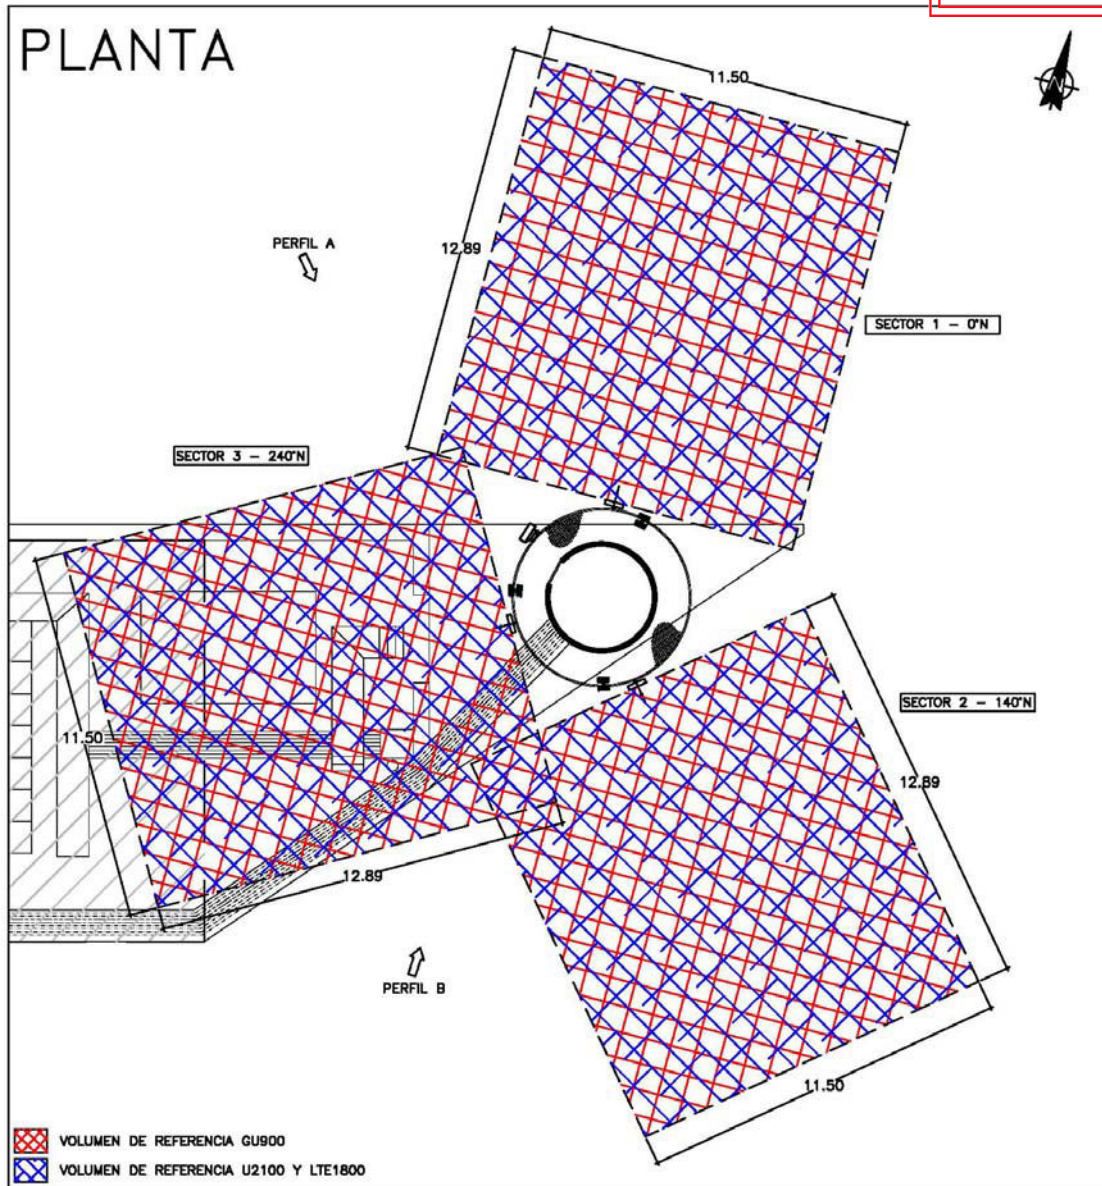 PLANTA
11.50
N
12.89
PERFIL A
SECTOR 1 - 0°N
SECTOR 3 - 240°N
SECTOR 2 - 140°N
11.50
12.89
12.89
PERFIL B
11.50
VOLUMEN DE REFERENCIA GU900
VOLUMEN DE REFERENCIA U2100 Y LTE1800